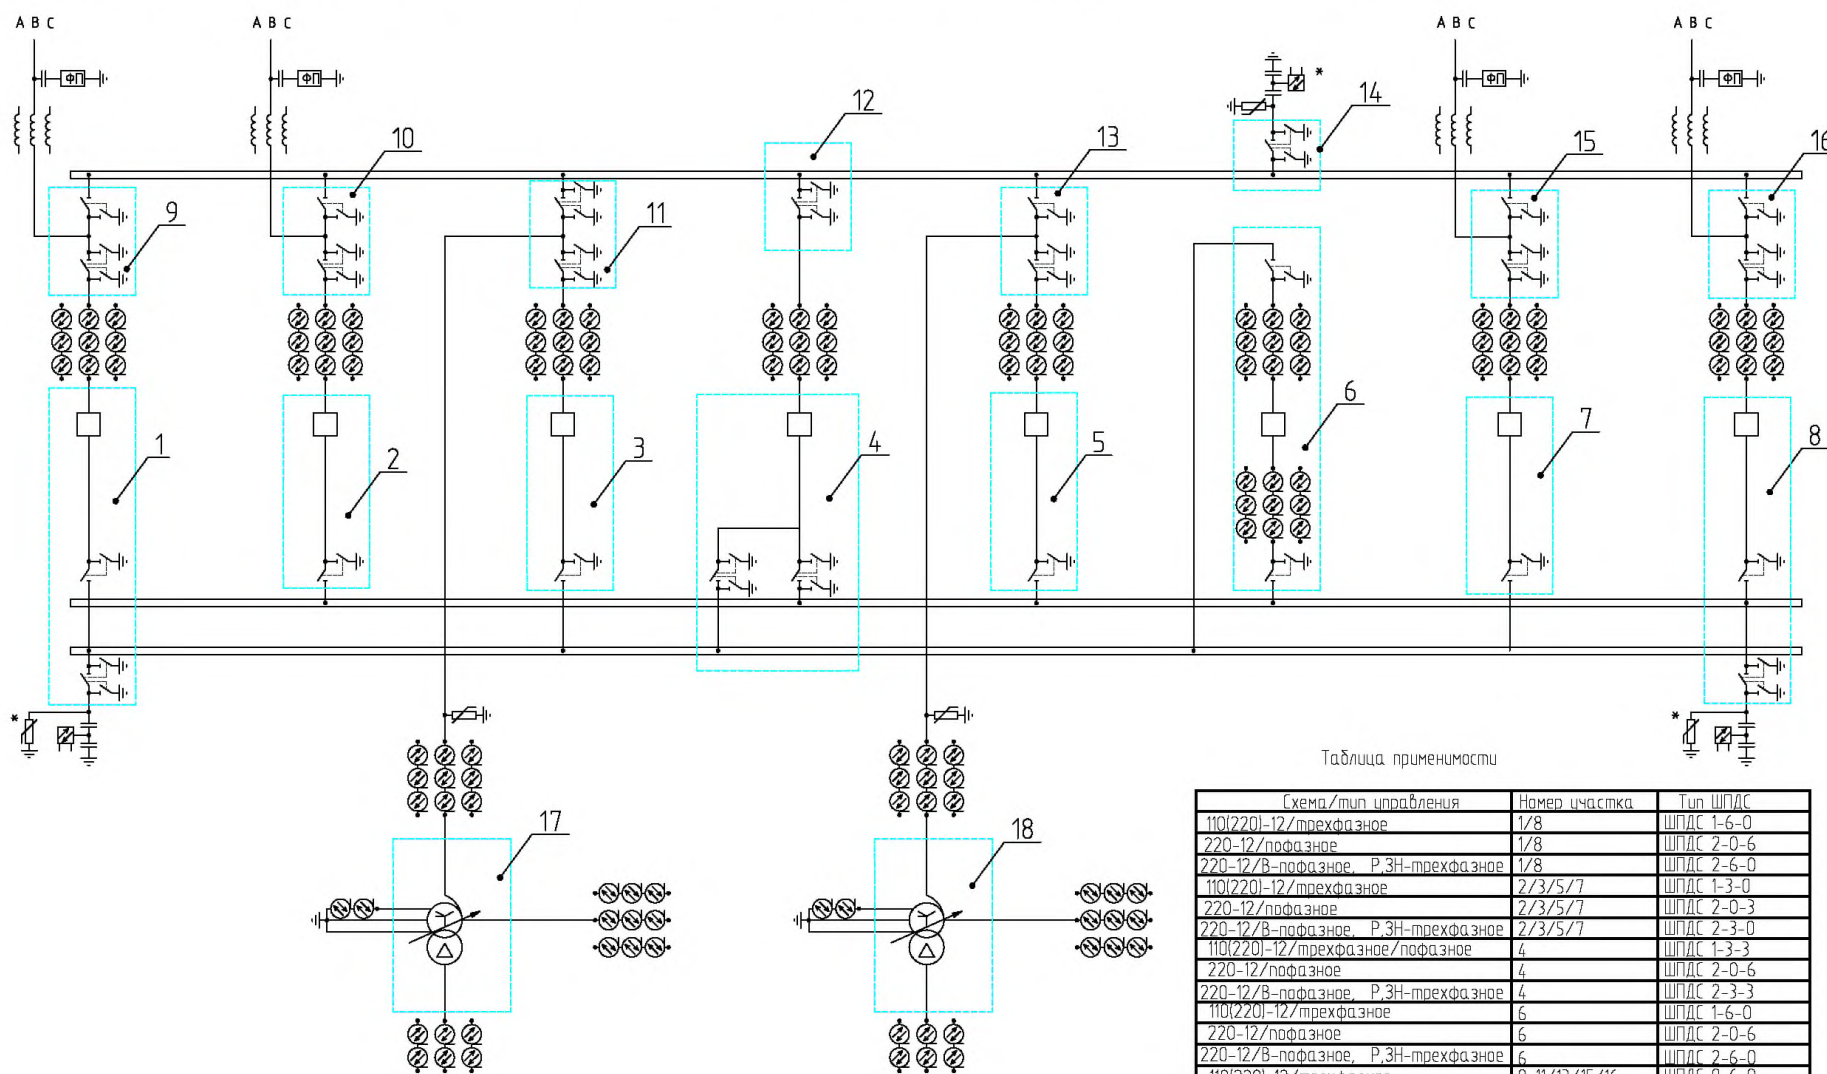 A B C
A B C
A B C
A B C
ФП
ФП
ФП
ФП
*
12
14
10
13
15
16
9
11
6
1
2
3
4
5
7
8
*
*
17
18
Таблица применимости
Схема/тип управления Номер участка Тип ШПДС
110(220)-12/трехфазное 1/8 ШПДС 1-6-0
220-12/пофазное 1/8 ШПДС 2-0-6
220-12/В-пофазное, Р,ЗН-трехфазное 1/8 ШПДС 2-6-0
110(220)-12/трехфазное 2/3/5/7 ШПДС 1-3-0
220-12/пофазное 2/3/5/7 ШПДС 2-0-3
220-12/В-пофазное, Р,ЗН-трехфазное 2/3/5/7 ШПДС 2-3-0
110(220)-12/трехфазное/пофазное 4 ШПДС 1-3-3
220-12/пофазное 4 ШПДС 2-0-6
220-12/В-пофазное, Р,ЗН-трехфазное 4 ШПДС 2-3-3
110(220)-12/трехфазное 6 ШПДС 1-6-0
220-12/пофазное 6 ШПДС 2-0-6
220-12/В-пофазное, Р,ЗН-трехфазное 6 ШПДС 2-6-0